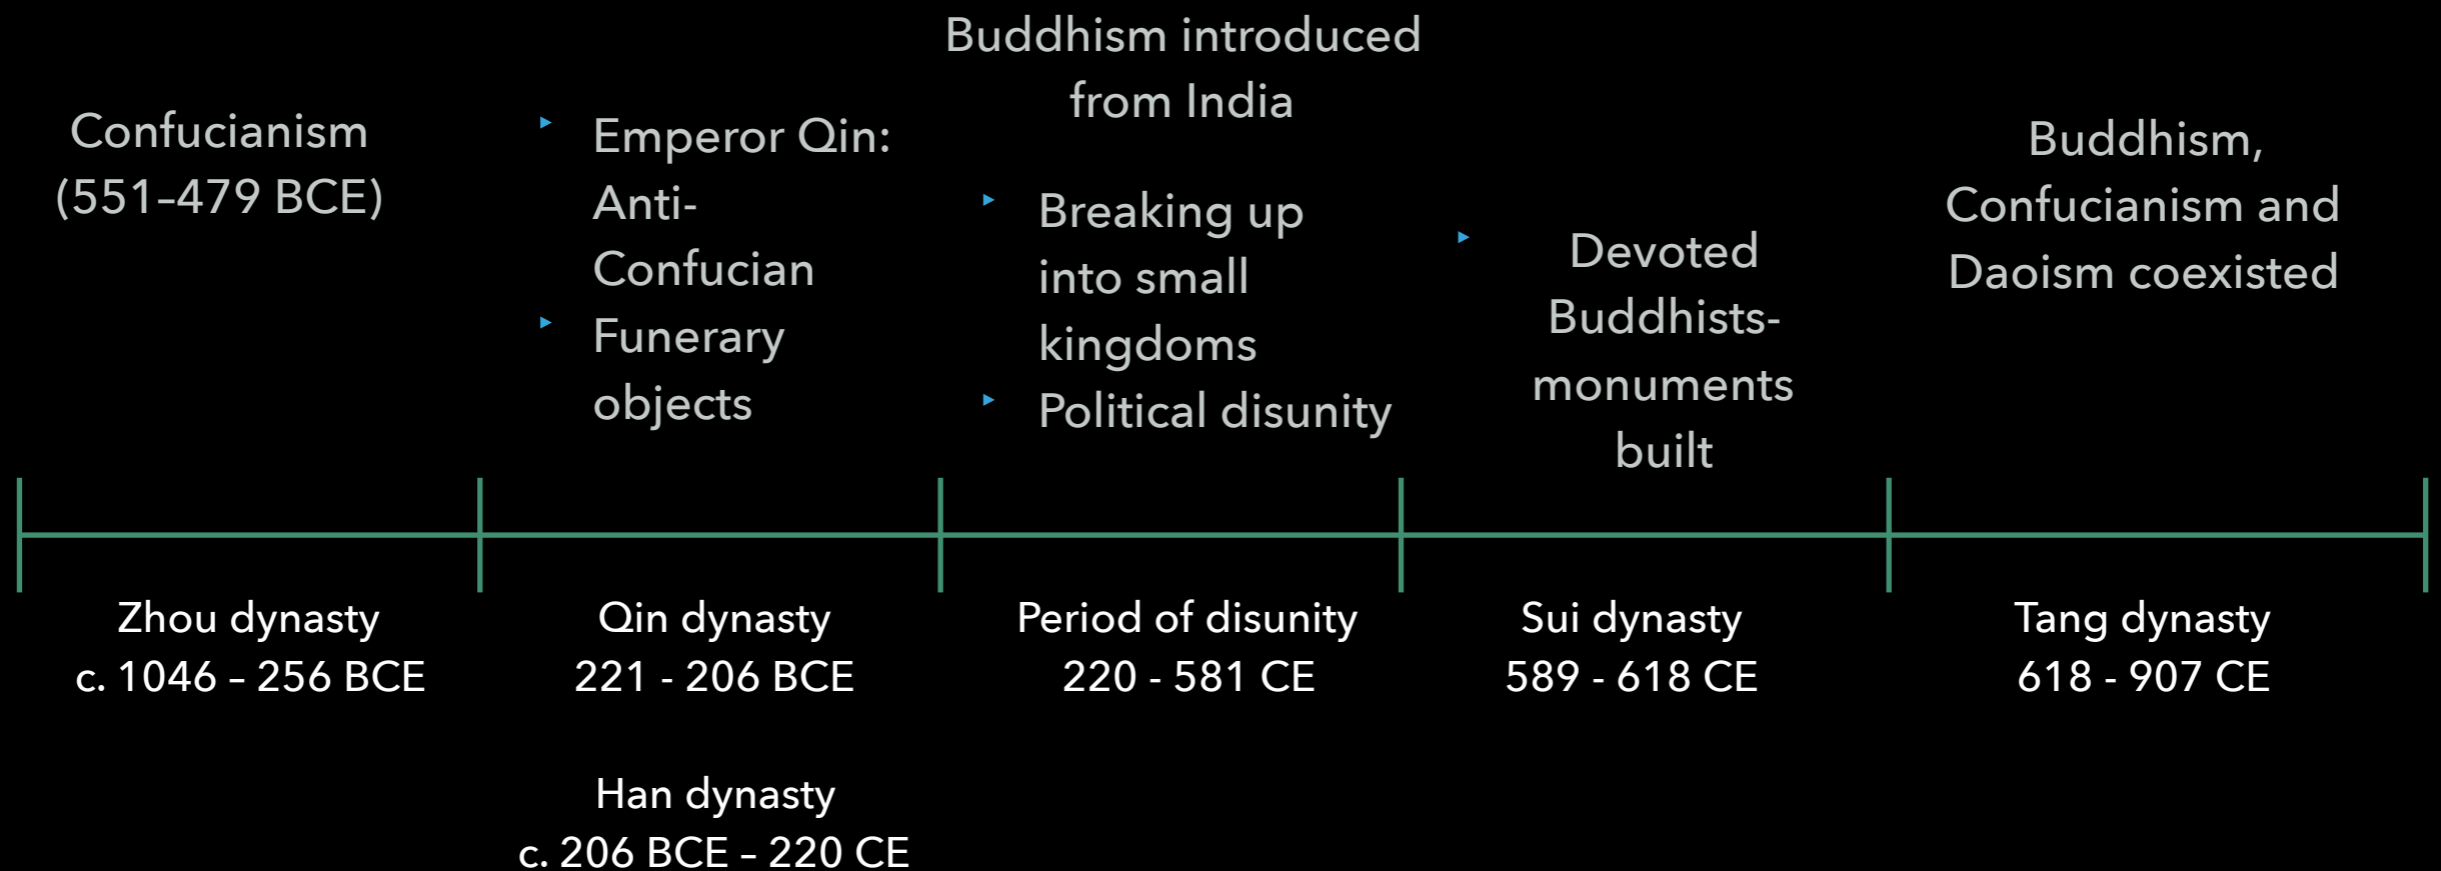 Confucianism
(551–479 BCE)
▸ Emperor Qin:
Anti-
Confucian
▸ Funerary
objects
Buddhism introduced
from India
▸ Breaking up
into small
kingdoms
▸ Political disunity
▸ Devoted
Buddhists-
monuments
built
Buddhism,
Confucianism and
Daoism coexisted
Zhou dynasty
c. 1046 – 256 BCE
Qin dynasty
221 - 206 BCE
Han dynasty
c. 206 BCE – 220 CE
Period of disunity
220 - 581 CE
Sui dynasty
589 - 618 CE
Tang dynasty
618 - 907 CE